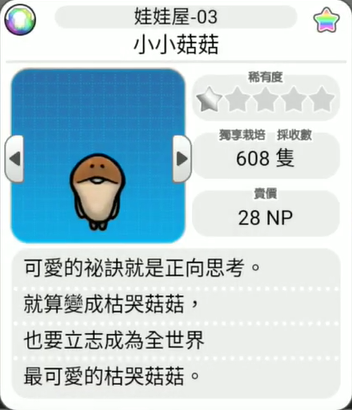 娃娃屋-03
小小菇菇
稀有度
獨享栽培 採收數
608 隻
賣價
28 NP
可愛的祕訣就是正向思考。
就算變成枯哭菇菇，
也要立志成為全世界
最可愛的枯哭菇菇。